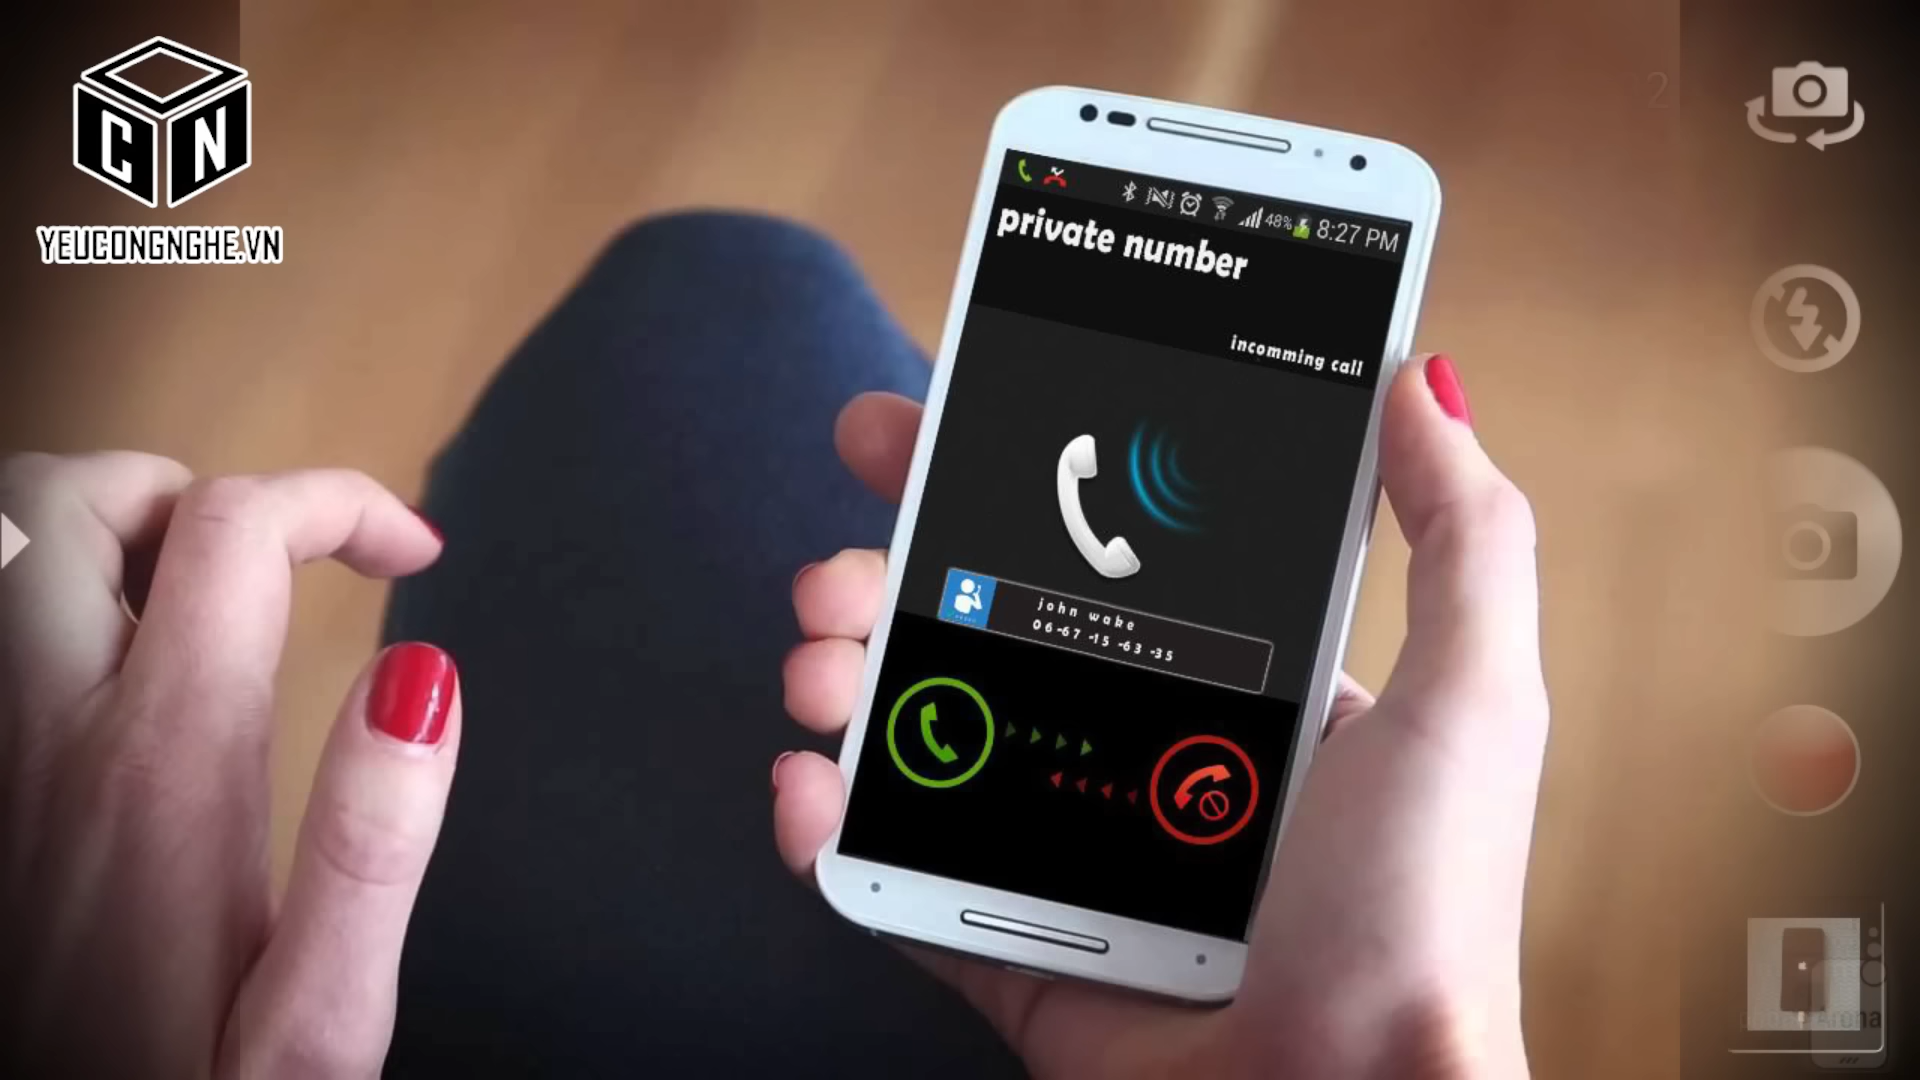 CN
YEUCONGNGHE.VN
48%
8:27 PM
private number
incomming call
john wake
06-67-15-63-35